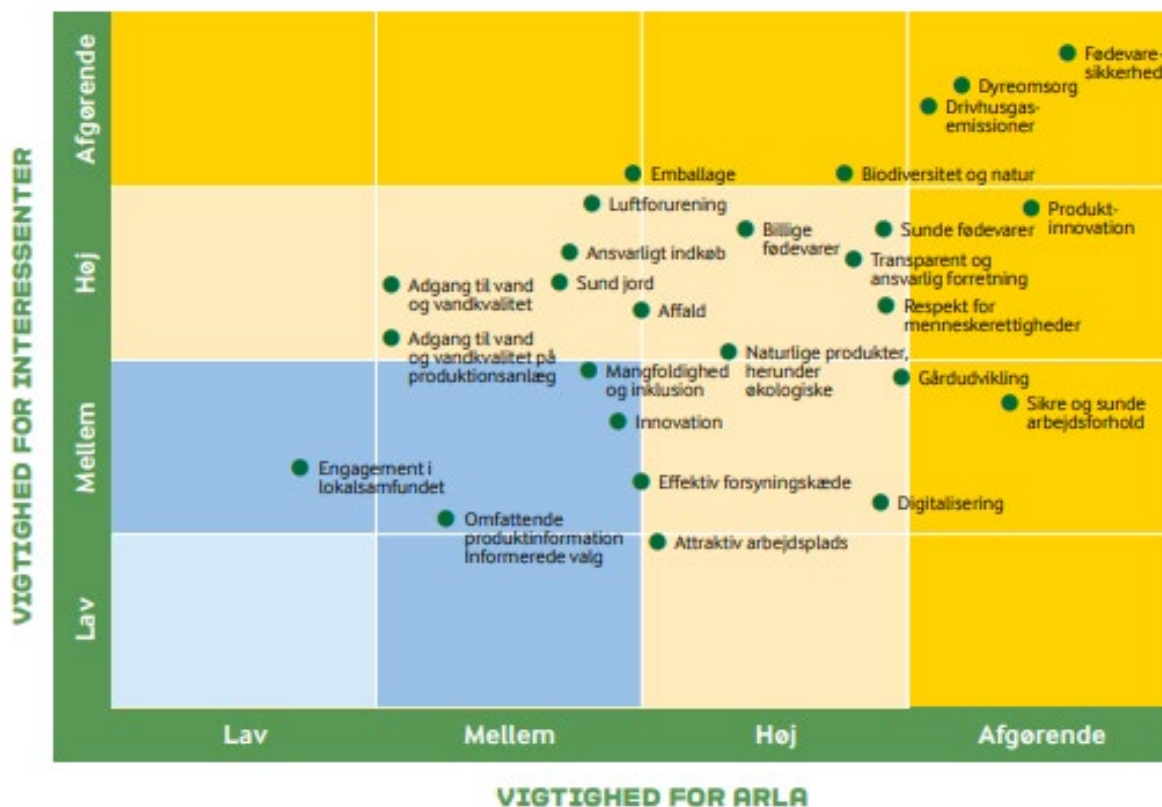 VIGTIGHED FOR INTERESSENTER
Afgørende
Høj
Mellem
Lav
Fødevare-
sikkerhed
Dyreomsorg
Drivhusgas-
emissioner
Emballage
Biodiversitet og natur
Luftforurening
Produkt-
innovation
Billige
fødevarer
Sunde fødevarer
Ansvarligt indkøb
Transparent og
ansvarlig forretning
Adgang til vand
og vandkvalitet
Sund jord
Affald
Respekt for
menneskerettigheder
Adgang til vand
og vandkvalitet på
produktionsanlæg
Naturlige produkter,
herunder
økologiske
Mangfoldighed
og inklusion
Gårdudvikling
Sikre og sunde
arbejdsforhold
Innovation
Engagement i
lokalsamfundet
Effektiv forsyningskæde
Digitalisering
Omfattende
produktinformation
Informerede valg
Attraktiv arbejdsplads
Lav
Mellem
Høj
Afgørende
VIGTIGHED FOR ARLA